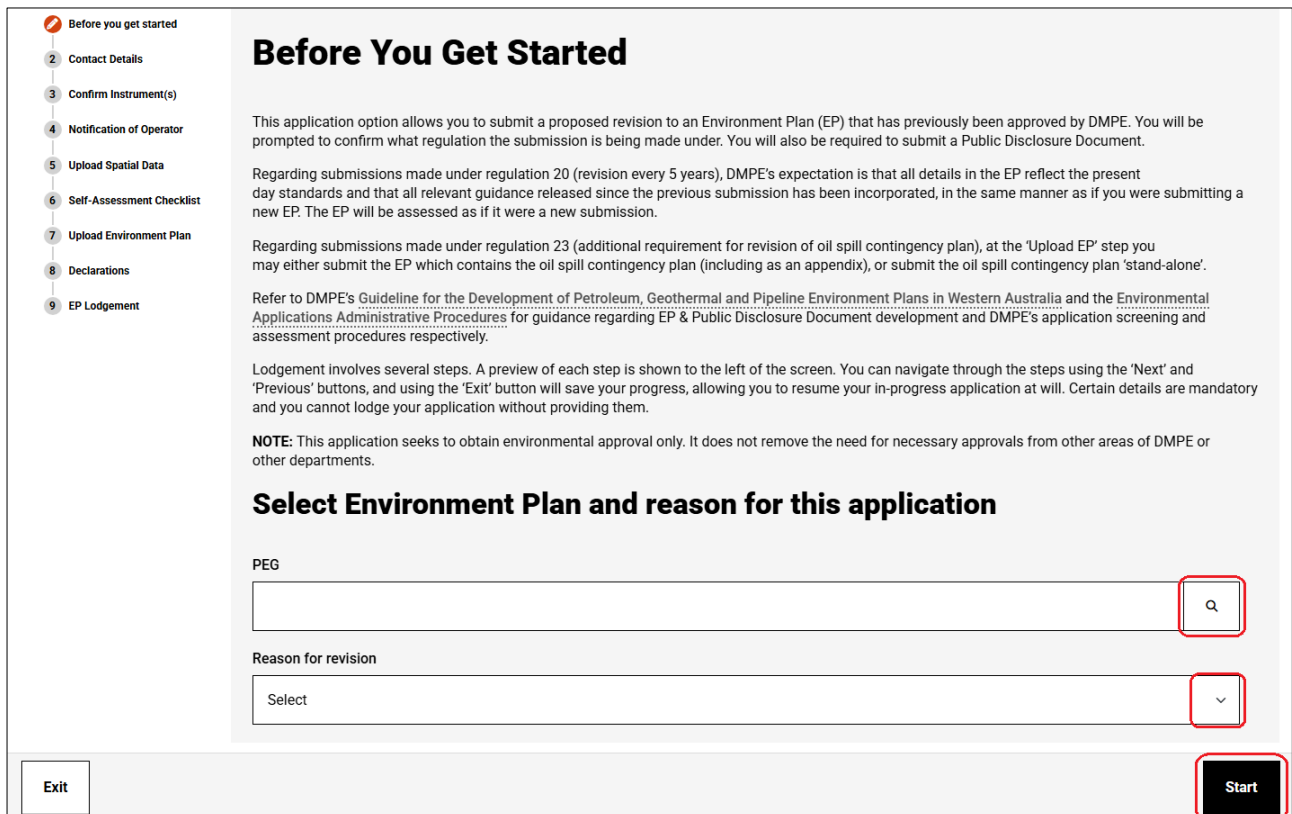 Before you get started
2 Contact Details
3 Confirm Instrument(s)
4 Notification of Operator
5 Upload Spatial Data
6 Self-Assessment Checklist
7 Upload Environment Plan
8 Declarations
9 EP Lodgement
Before You Get Started
This application option allows you to submit a proposed revision to an Environment Plan (EP) that has previously been approved by DMPE. You will be
prompted to confirm what regulation the submission is being made under. You will also be required to submit a Public Disclosure Document.
Regarding submissions made under regulation 20 (revision every 5 years), DMPE's expectation is that all details in the EP reflect the present
day standards and that all relevant guidance released since the previous submission has been incorporated, in the same manner as if you were submitting a
new EP. The EP will be assessed as if it were a new submission.
Regarding submissions made under regulation 23 (additional requirement for revision of oil spill contingency plan), at the 'Upload EP' step you
may either submit the EP which contains the oil spill contingency plan (including as an appendix), or submit the oil spill contingency plan 'stand-alone'.
Refer to DMPE's Guideline for the Development of Petroleum, Geothermal and Pipeline Environment Plans in Western Australia and the Environmental
Applications Administrative Procedures for guidance regarding EP & Public Disclosure Document development and DMPE's application screening and
assessment procedures respectively.
Lodgement involves several steps. A preview of each step is shown to the left of the screen. You can navigate through the steps using the 'Next' and
'Previous' buttons, and using the 'Exit' button will save your progress, allowing you to resume your in-progress application at will. Certain details are mandatory
and you cannot lodge your application without providing them.
NOTE: This application seeks to obtain environmental approval only. It does not remove the need for necessary approvals from other areas of DMPE or
other departments.
Select Environment Plan and reason for this application
PEG
Reason for revision
Select
Exit
Start